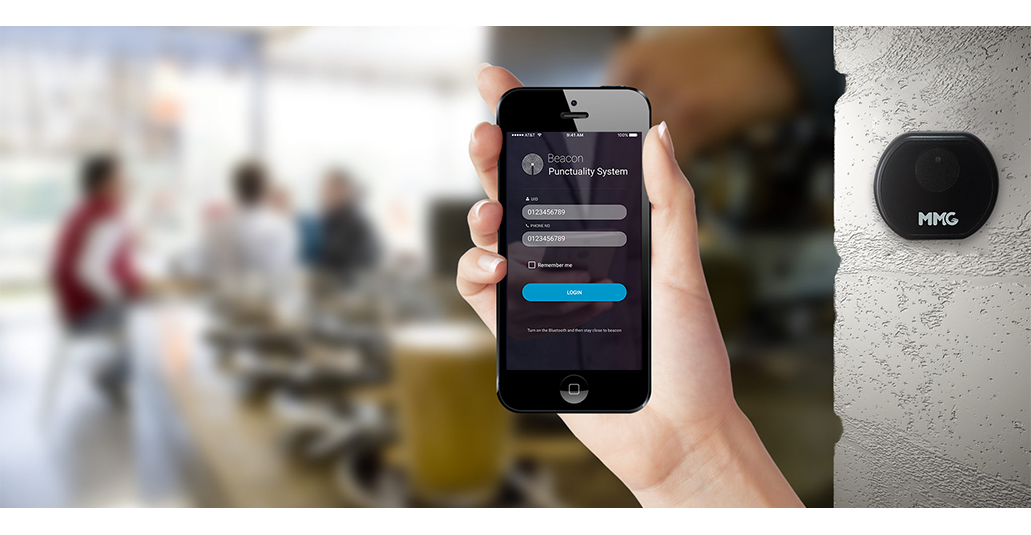 AT&T 9:41 AM 100%
Beacon
Punctuality System
UID
0123456789
PHONE NO
0123456789
Remember me
LOGIN
Turn on the Bluetooth and then stay close to beacon
MMG